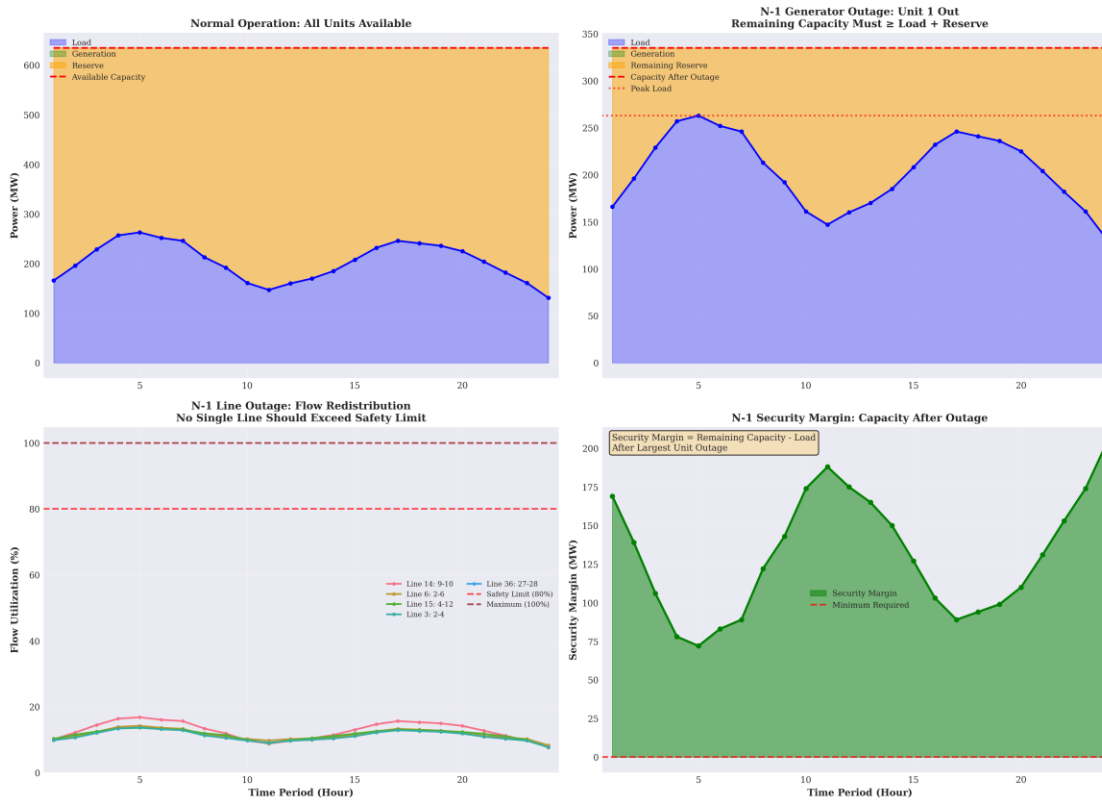 Normal Operation: All Units Available
Load
Generation
Reserve
Available Capacity
Power (MW)
600
500
400
300
200
100
0
5
10
15
20
N-1 Generator Outage: Unit 1 Out
Remaining Capacity Must ≥ Load + Reserve
Load
Generation
Remaining Reserve
Capacity After Outage
Peak Load
Power (MW)
350
300
250
200
150
100
50
0
5
10
15
20
N-1 Line Outage: Flow Redistribution
No Single Line Should Exceed Safety Limit
Flow Utilization (%)
100
80
60
40
20
0
Line 14: 9-10
Line 6: 2-6
Line 15: 4-12
Line 3: 2-4
Line 36: 27-28
Safety Limit (80%)
Maximum (100%)
5
10
15
20
Time Period (Hour)
N-1 Security Margin: Capacity After Outage
Security Margin = Remaining Capacity - Load
After Largest Unit Outage
Security Margin (MW)
200
175
150
125
100
75
50
25
0
Security Margin
Minimum Required
5
10
15
20
Time Period (Hour)